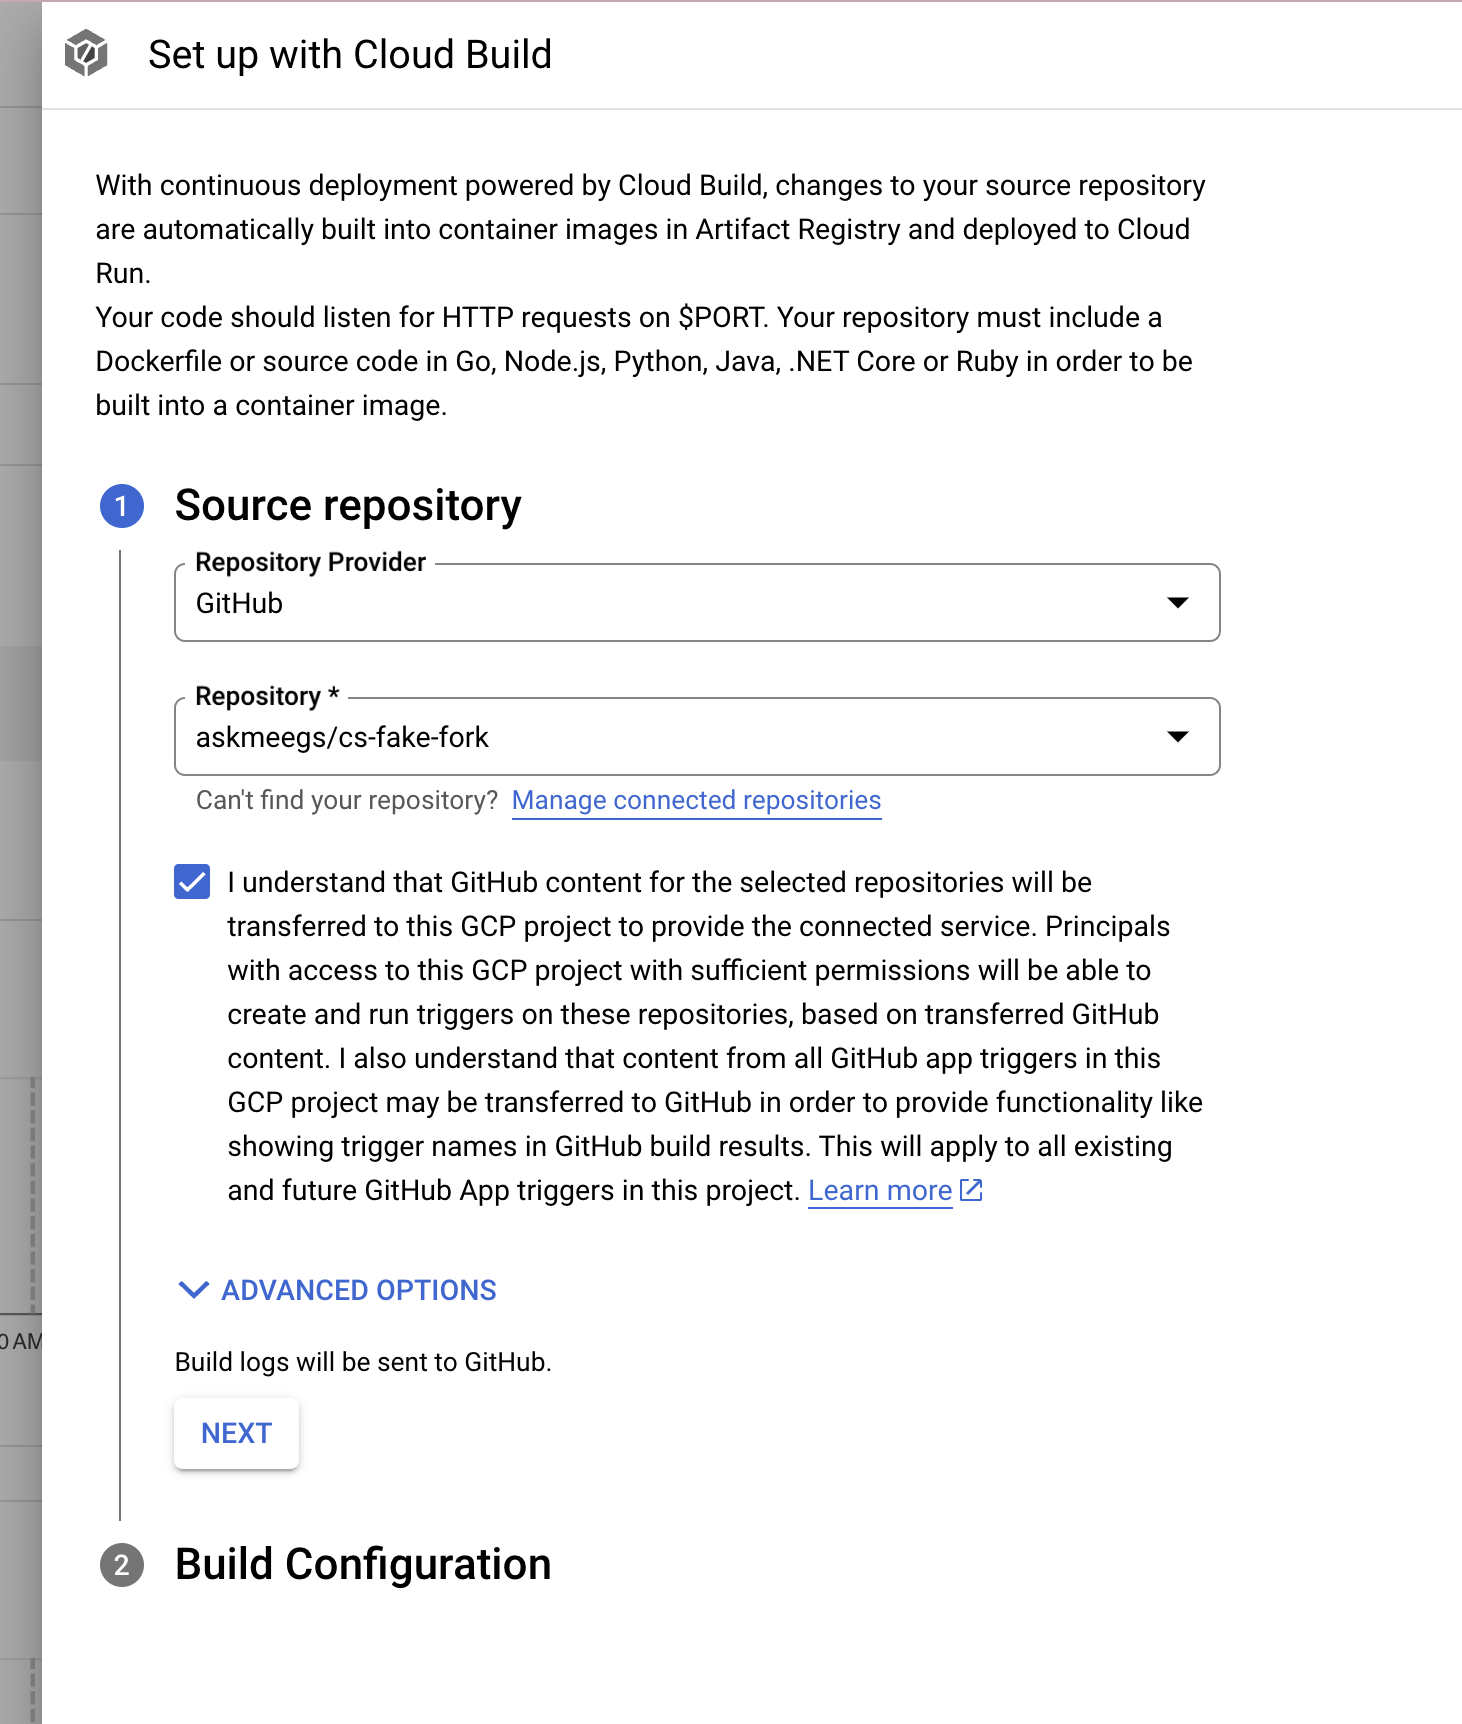 Set up with Cloud Build
With continuous deployment powered by Cloud Build, changes to your source repository
are automatically built into container images in Artifact Registry and deployed to Cloud
Run.
Your code should listen for HTTP requests on $PORT. Your repository must include a
Dockerfile or source code in Go, Node.js, Python, Java, .NET Core or Ruby in order to be
built into a container image.
1 Source repository
Repository Provider
GitHub
Repository *
askmeegs/cs-fake-fork
Can't find your repository? Manage connected repositories
I understand that GitHub content for the selected repositories will be
transferred to this GCP project to provide the connected service. Principals
with access to this GCP project with sufficient permissions will be able to
create and run triggers on these repositories, based on transferred GitHub
content. I also understand that content from all GitHub app triggers in this
GCP project may be transferred to GitHub in order to provide functionality like
showing trigger names in GitHub build results. This will apply to all existing
and future GitHub App triggers in this project. Learn more
ADVANCED OPTIONS
0 AM
Build logs will be sent to GitHub.
NEXT
2 Build Configuration